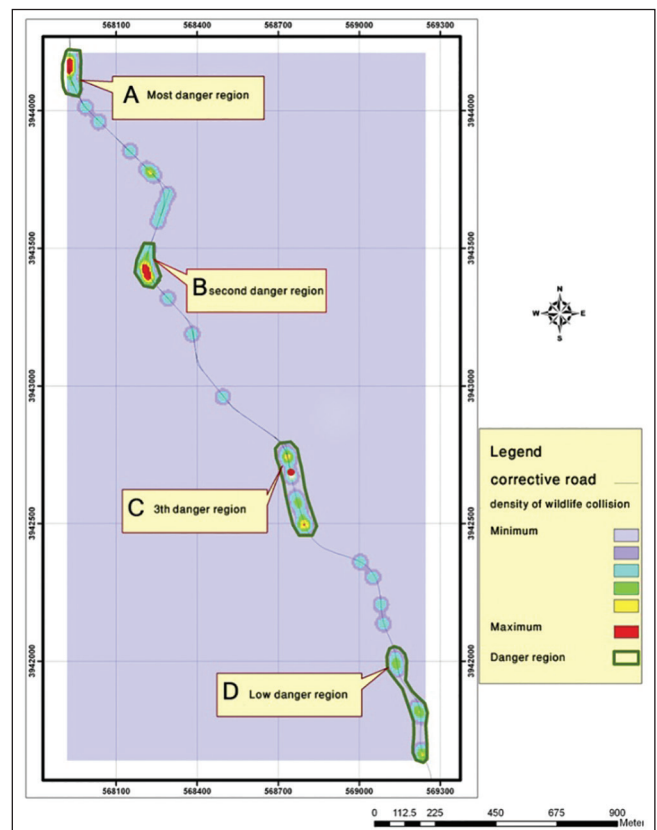 568100 568400 568700 569000 569300
3944000
A Most danger region
3943500
B second danger region
N
W E
S
3943000
Legend
corrective road
density of wildlife collision
Minimum
Maximum
Danger region
C 3th danger region
3942500
3942000
D Low danger region
568100 568400 568700 569000 569300
3944000
3943500
3943000
3942500
3942000
0 112.5 225 450 675 900
Meter